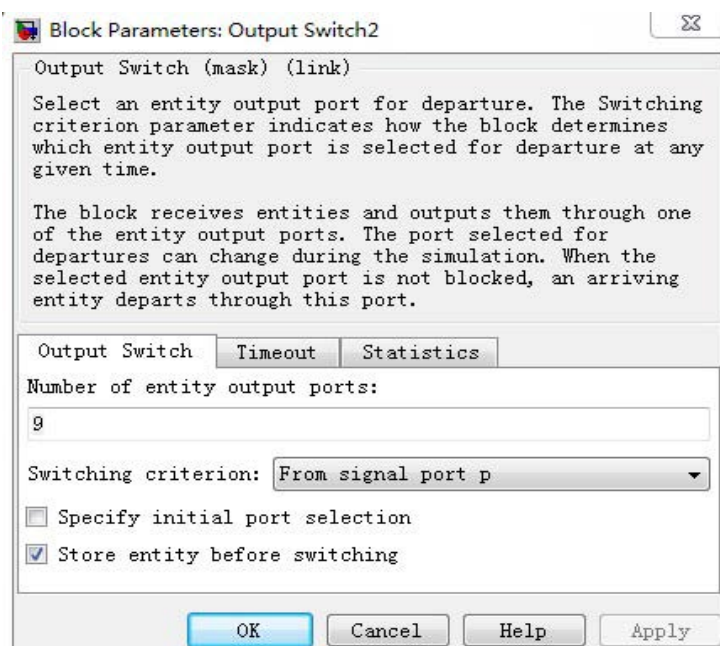 Block Parameters: Output Switch2
Output Switch (mask) (link)
Select an entity output port for departure. The Switching
criterion parameter indicates how the block determines
which entity output port is selected for departure at any
given time.
The block receives entities and outputs them through one
of the entity output ports. The port selected for
departures can change during the simulation. When the
selected entity output port is not blocked, an arriving
entity departs through this port.
Output Switch Timeout Statistics
Number of entity output ports:
9
Switching criterion: From signal port p
Specify initial port selection
Store entity before switching
OK Cancel Help Apply